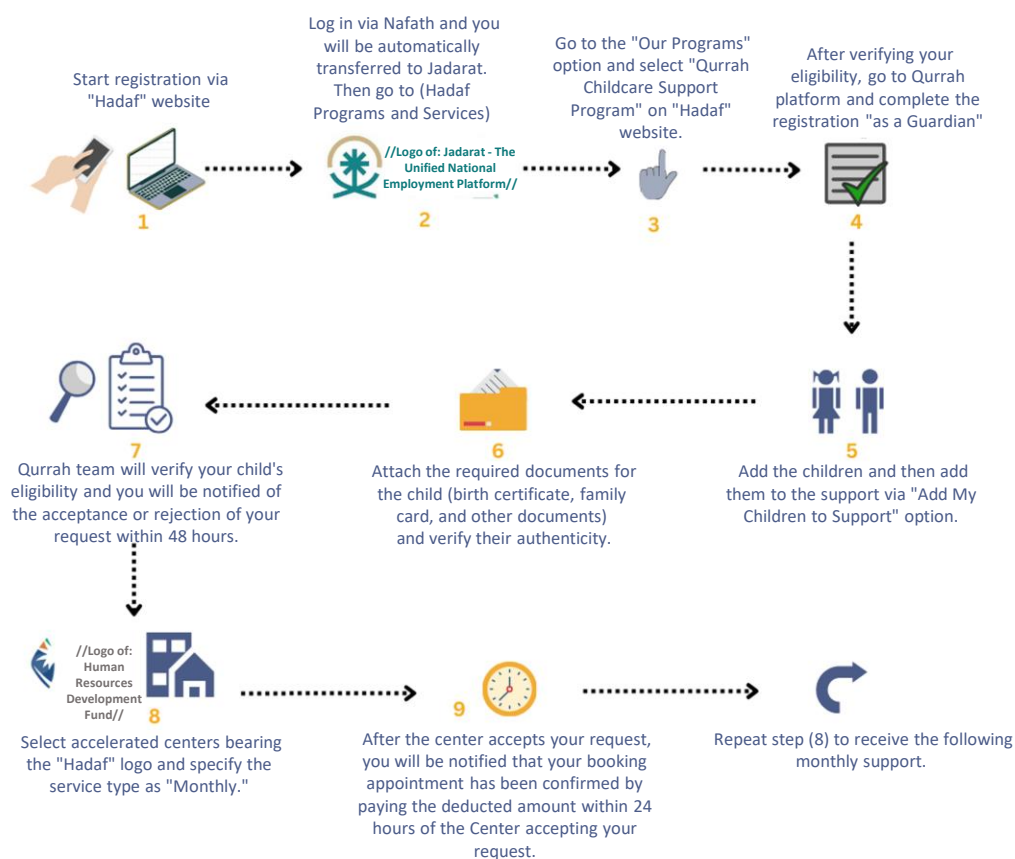 Start registration via
"Hadaf" website
1
Log in via Nafath and you
will be automatically
transferred to Jadarat.
Then go to (Hadaf
Programs and Services)
//Logo of: Jadarat - The
Unified National
Employment Platform//
2
Go to the "Our Programs"
option and select "Qurrah
Childcare Support
Program" on "Hadaf"
website.
3
After verifying your
eligibility, go to Qurrah
platform and complete the
registration "as a Guardian"
4
5
Add the children and then add
them to the support via "Add My
Children to Support" option.
6
Attach the required documents for
the child (birth certificate, family
card, and other documents)
and verify their authenticity.
7
Qurrah team will verify your child's
eligibility and you will be notified of
the acceptance or rejection of your
request within 48 hours.
//Logo of:
Human
Resources
Development
Fund//
8
Select accelerated centers bearing
the "Hadaf" logo and specify the
service type as "Monthly."
9
After the center accepts your request,
you will be notified that your booking
appointment has been confirmed by
paying the deducted amount within 24
hours of the Center accepting your
request.
Repeat step (8) to receive the following
monthly support.